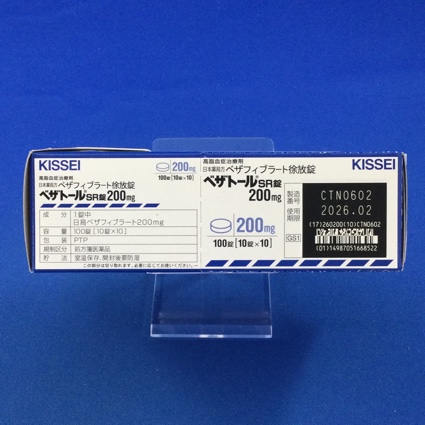 KISSEI
高脂血症治療剤
日本薬局方 ベザフィブラート徐放錠
ベザトール®SR錠200mg
200mg
100錠[10錠×10]
成分 1錠中
日局ベザフィブラート200mg
容量 100錠[10錠×10]
包装 PTP
規制区分 処方箋医薬品
貯法 室温保存、開封後要防湿
KISSEI
高脂血症治療剤
日本薬局方 ベザフィブラート徐放錠
ベザトール®SR錠
200mg
200mg
100錠[10錠×10]
製造番号 CTN0602
使用期限 2026.02
GS1
(17)260200(10)CTN0602
(01)14987051668522